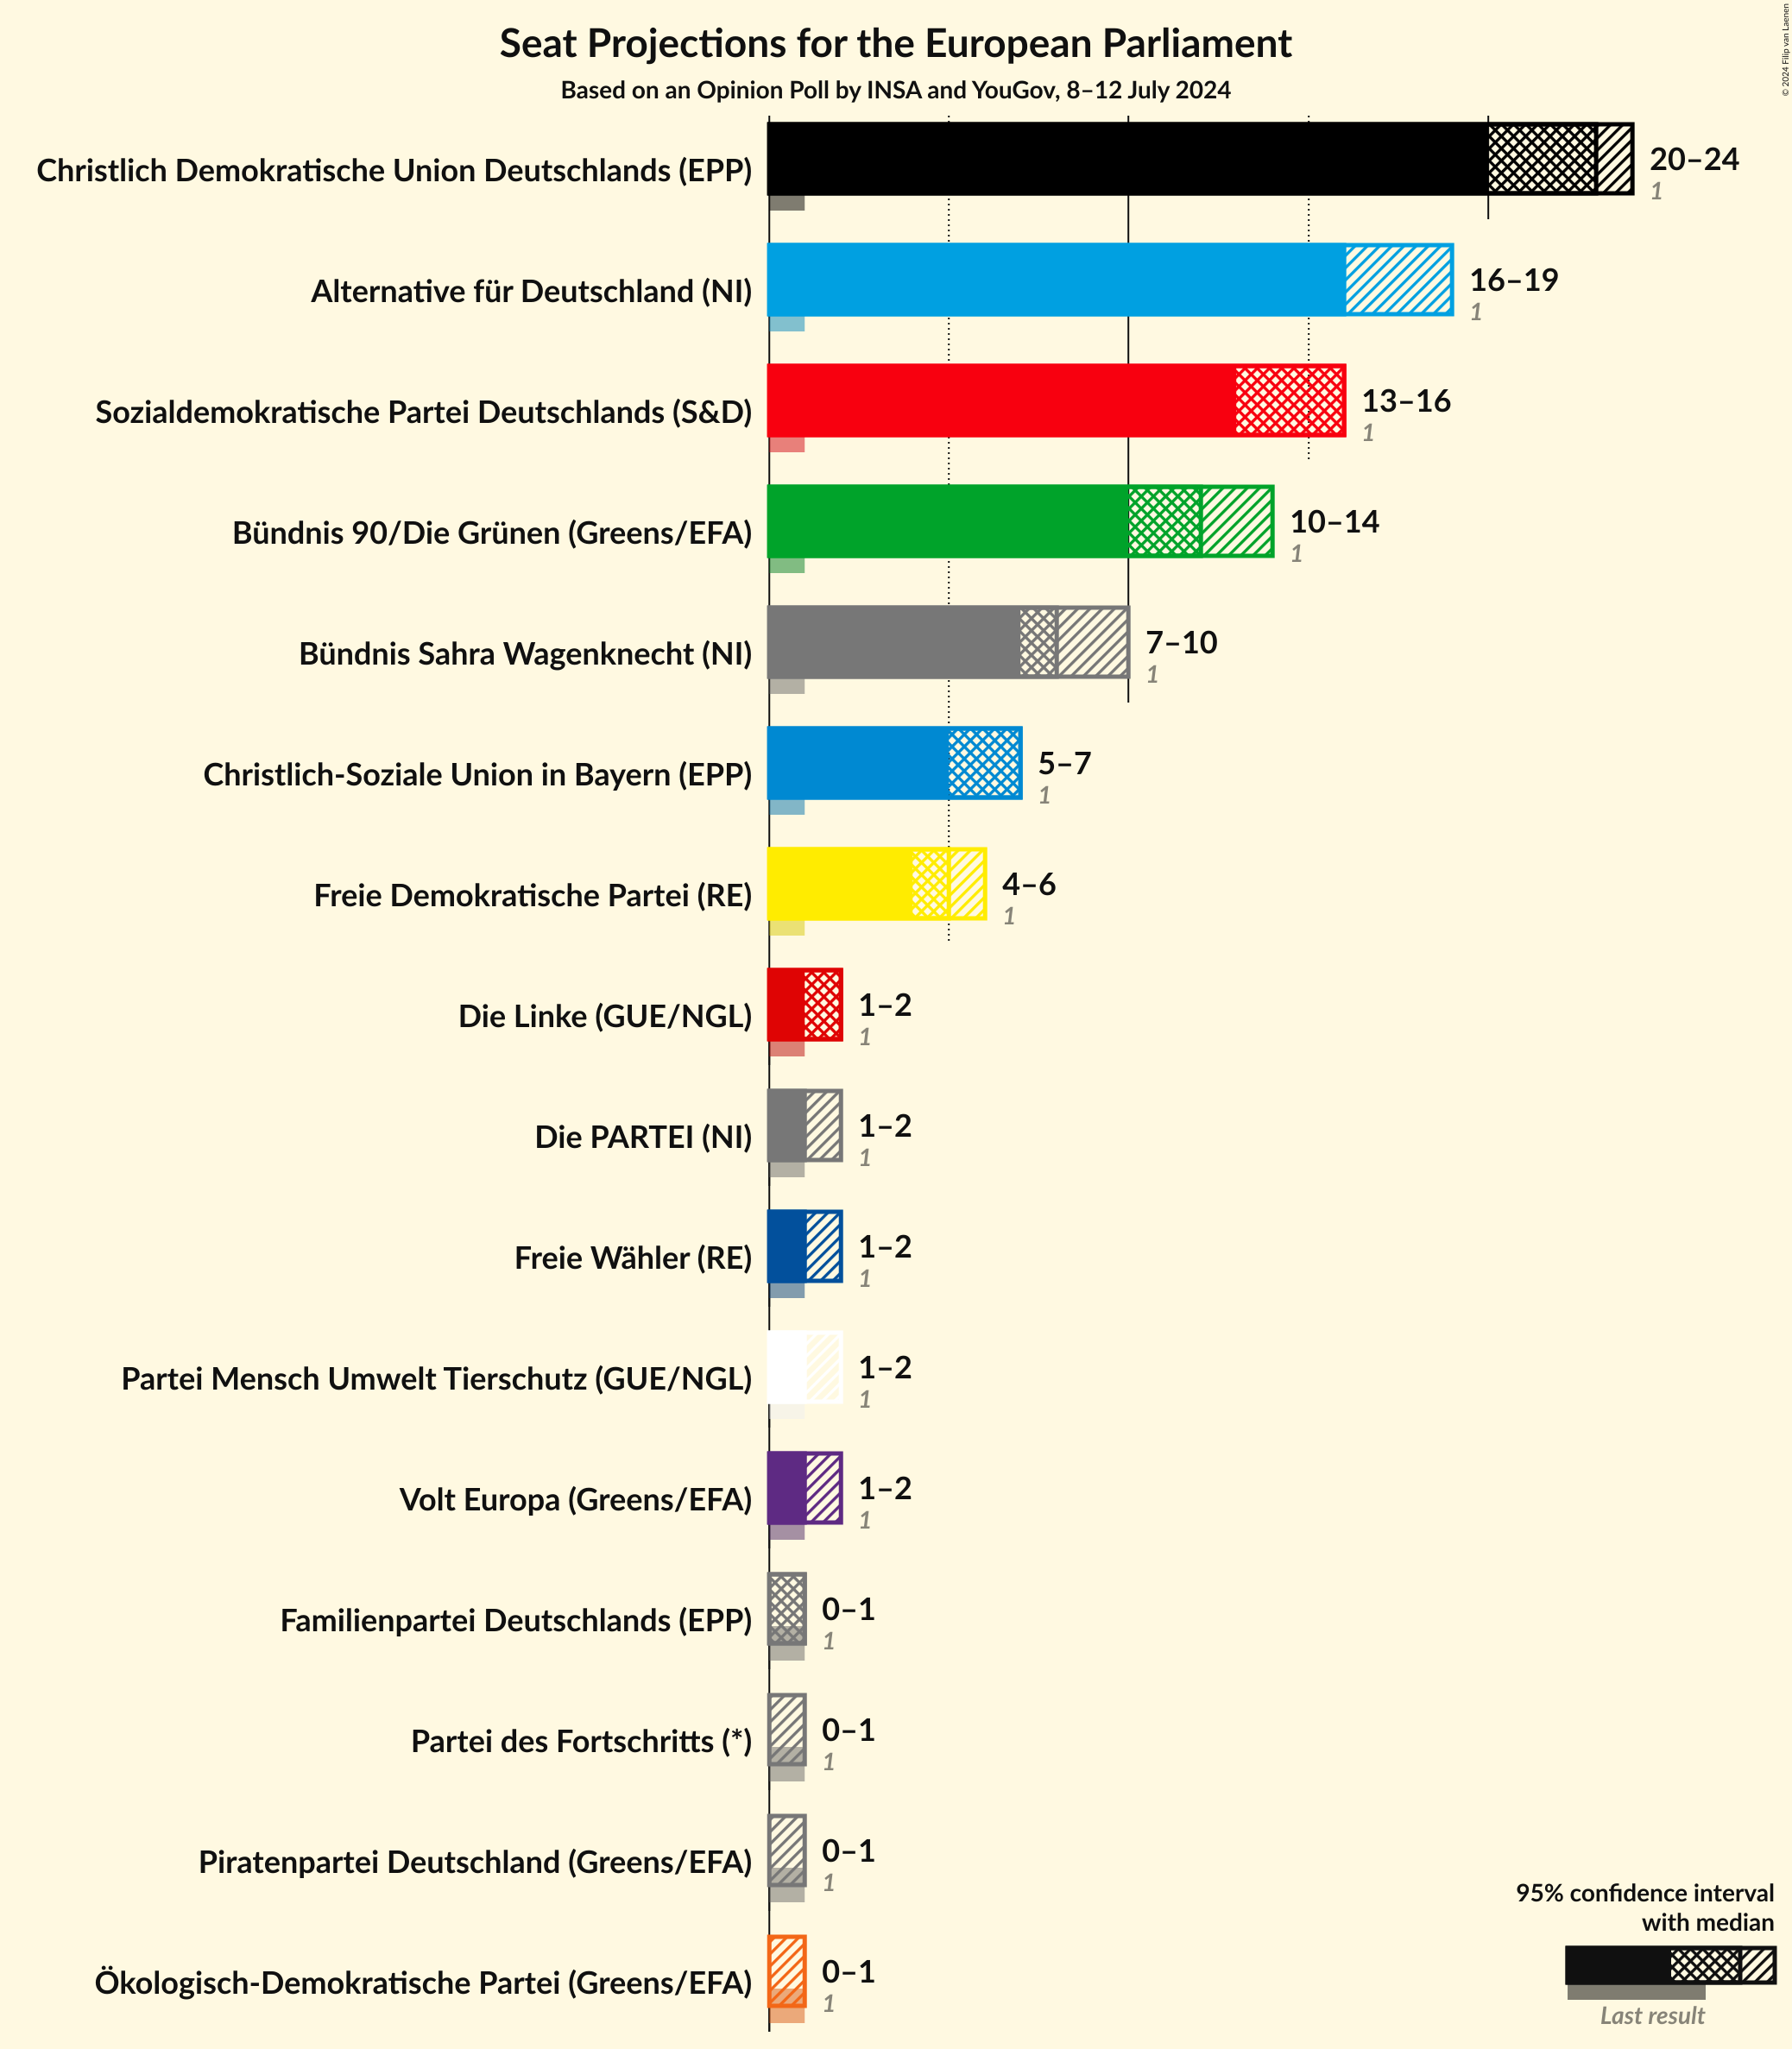 Seat Projections for the European Parliament
Based on an Opinion Poll by INSA and YouGov, 8–12 July 2024
© 2024 Filip van Laenen
Christlich Demokratische Union Deutschlands (EPP)
20–24
1
Alternative für Deutschland (NI)
16–19
1
Sozialdemokratische Partei Deutschlands (S&D)
13–16
1
Bündnis 90/Die Grünen (Greens/EFA)
10–14
1
Bündnis Sahra Wagenknecht (NI)
7–10
1
Christlich-Soziale Union in Bayern (EPP)
5–7
1
Freie Demokratische Partei (RE)
4–6
1
Die Linke (GUE/NGL)
1–2
1
Die PARTEI (NI)
1–2
1
Freie Wähler (RE)
1–2
1
Partei Mensch Umwelt Tierschutz (GUE/NGL)
1–2
1
Volt Europa (Greens/EFA)
1–2
1
Familienpartei Deutschlands (EPP)
0–1
1
Partei des Fortschritts (*)
0–1
1
Piratenpartei Deutschland (Greens/EFA)
0–1
1
Ökologisch-Demokratische Partei (Greens/EFA)
0–1
1
95% confidence interval
with median
Last result